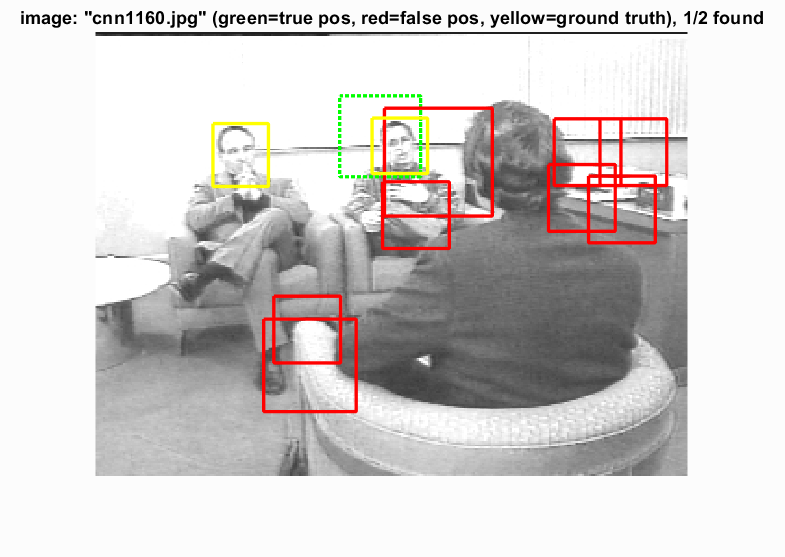 image: "cnn1160.jpg" (green=true pos, red=false pos, yellow=ground truth), 1/2 found